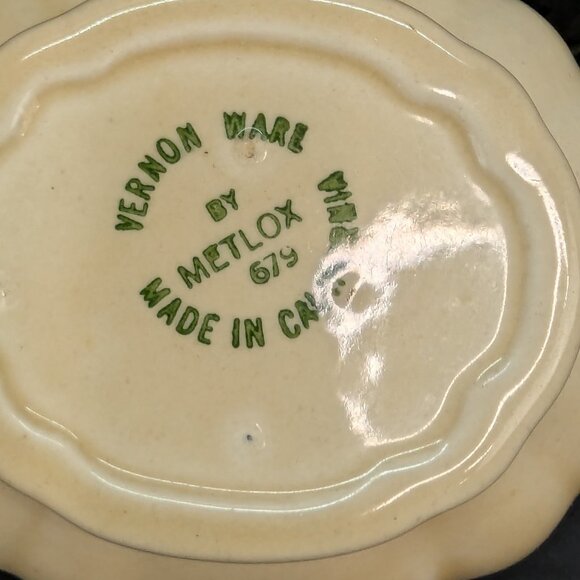 VERNON WARE
BY
METLOX
679
MADE IN